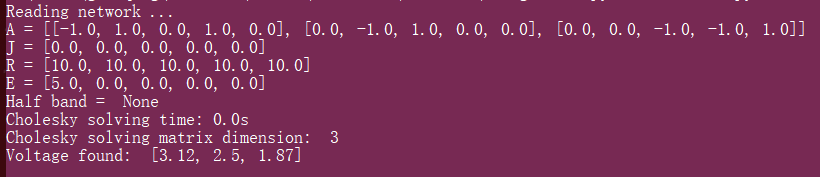 Reading network ...
A = [[-1.0, 1.0, 0.0, 1.0, 0.0], [0.0, -1.0, 1.0, 0.0, 0.0], [0.0, 0.0, -1.0, -1.0, 1.0]]
J = [0.0, 0.0, 0.0, 0.0, 0.0]
R = [10.0, 10.0, 10.0, 10.0, 10.0]
E = [5.0, 0.0, 0.0, 0.0, 0.0]
Half band =  None
Cholesky solving time: 0.0s
Cholesky solving matrix dimension:  3
Voltage found:  [3.12, 2.5, 1.87]